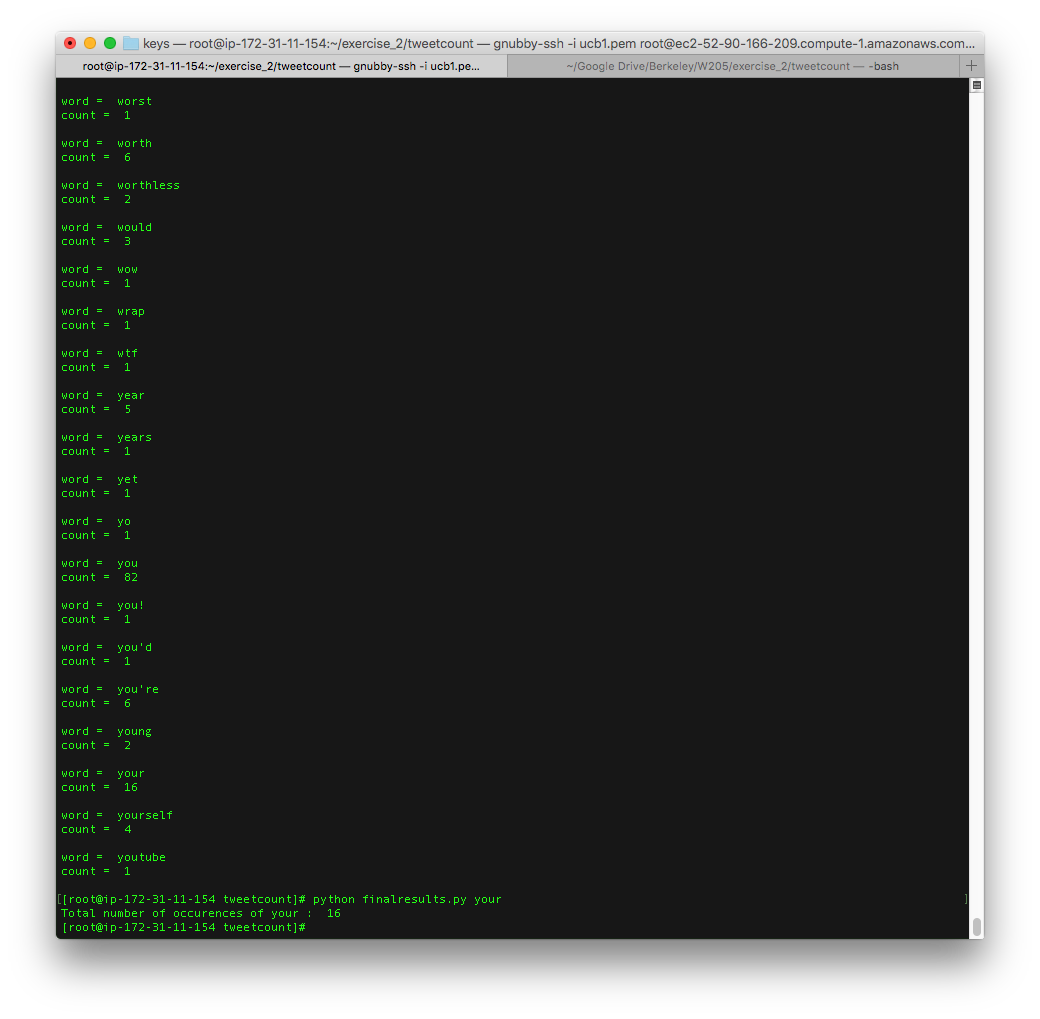 keys — root@ip-172-31-11-154:~/exercise_2/tweetcount — gnubby-ssh -i ucb1.pem root@ec2-52-90-166-209.compute-1.amazonaws.com...
root@ip-172-31-11-154:~/exercise_2/tweetcount — gnubby-ssh -i ucb1.pe...
~/Google Drive/Berkeley/W205/exercise_2/tweetcount — -bash
word =  worst
count =  1
word =  worth
count =  6
word =  worthless
count =  2
word =  would
count =  3
word =  wow
count =  1
word =  wrap
count =  1
word =  wtf
count =  1
word =  year
count =  5
word =  years
count =  1
word =  yet
count =  1
word =  yo
count =  1
word =  you
count =  82
word =  you!
count =  1
word =  you'd
count =  1
word =  you're
count =  6
word =  young
count =  2
word =  your
count =  16
word =  yourself
count =  4
word =  youtube
count =  1
[[root@ip-172-31-11-154 tweetcount]# python finalresults.py your ]
Total number of occurences of your :  16
[root@ip-172-31-11-154 tweetcount]#